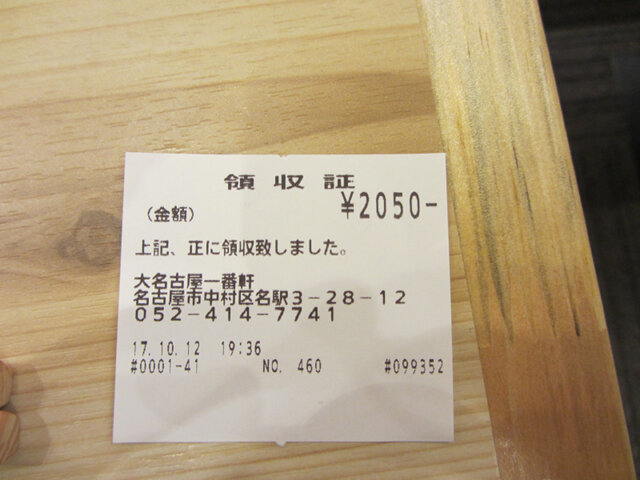 領収証
(金額) ¥2050-
上記、正に領収致しました。
大名古屋一番軒
名古屋市中村区名駅3-28-12
052-414-7741
17.10.12 19:36
#0001-41 NO. 460 #099352